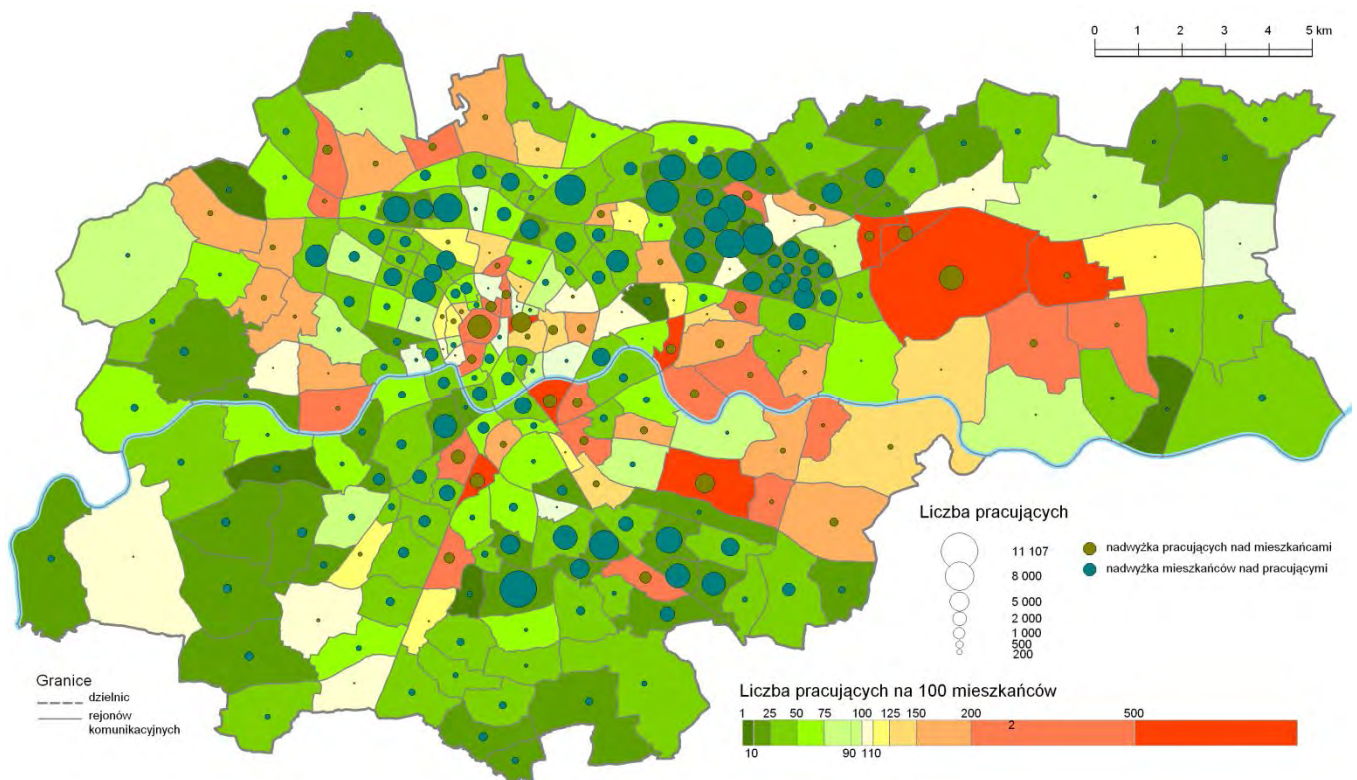 0 1 2 3 4 5 km
Liczba pracujących
11 107
8 000
5 000
2 000
1 000
500
200
nadwyżka pracujących nad mieszkańcami
nadwyżka mieszkańców nad pracującymi
Granice
dzielnic
rejonów
komunikacyjnych
Liczba pracujących na 100 mieszkańców
1 25 50 75 100 125 150 200 500
2
10 90 110